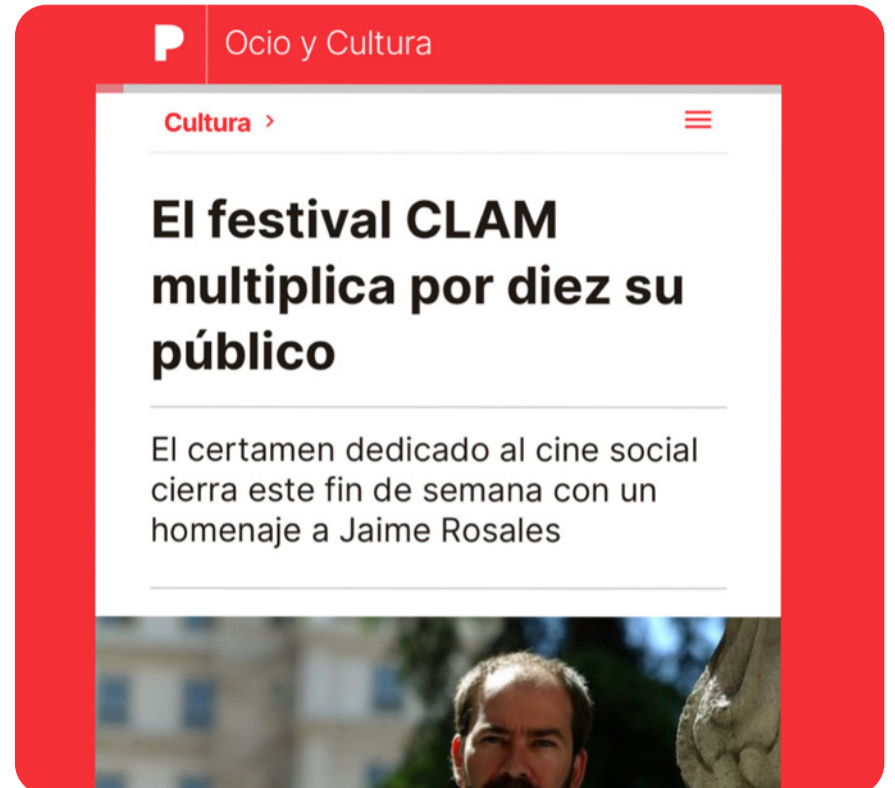 P
Ocio y Cultura
Cultura >
El festival CLAM
multiplica por diez su
público
El certamen dedicado al cine social
cierra este fin de semana con un
homenaje a Jaime Rosales